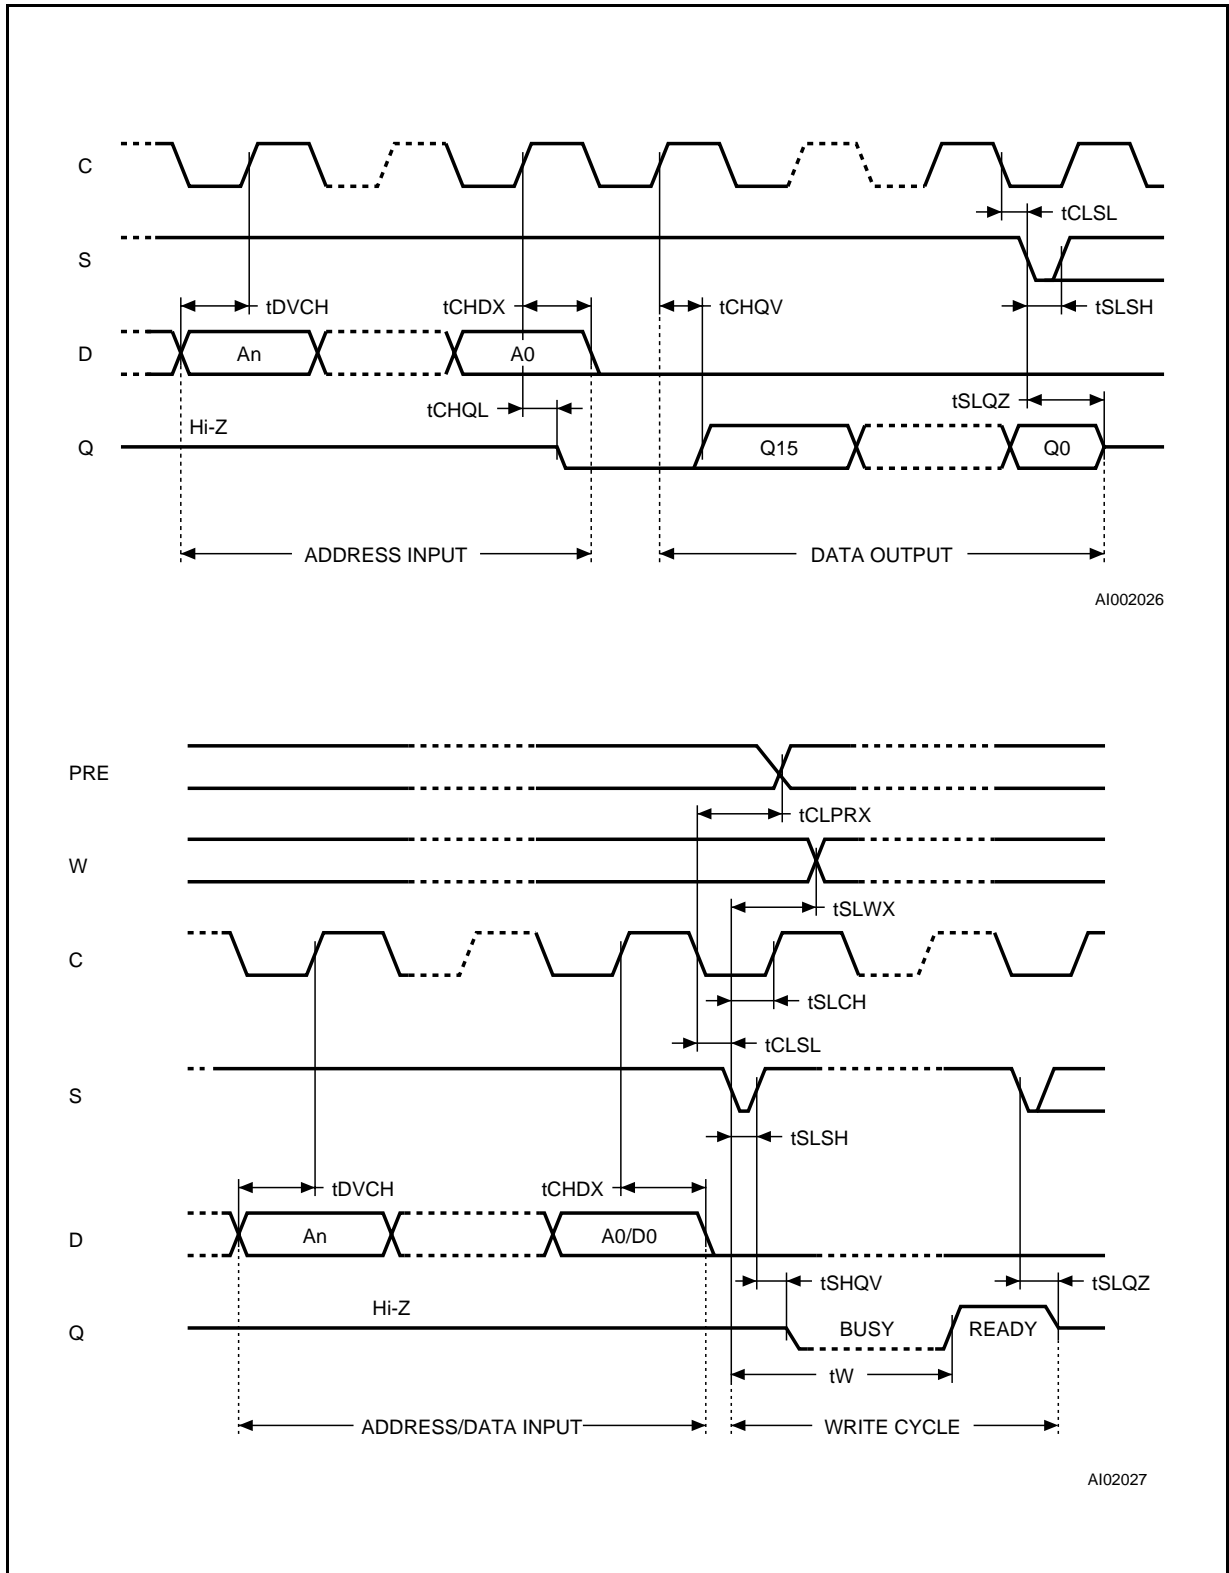 C
tCLSL
S
tDVCH
tCHDX
tCHQV
tSLSH
D
An
A0
tCHQL
tSLQZ
Hi-Z
Q
Q15
Q0
ADDRESS INPUT
DATA OUTPUT
AI002026
PRE
tCLPRX
W
tSLWX
C
tSLCH
tCLSL
S
tSLSH
tDVCH
tCHDX
D
An
A0/D0
tSHQV
tSLQZ
Hi-Z
Q
BUSY
READY
tW
ADDRESS/DATA INPUT
WRITE CYCLE
AI02027